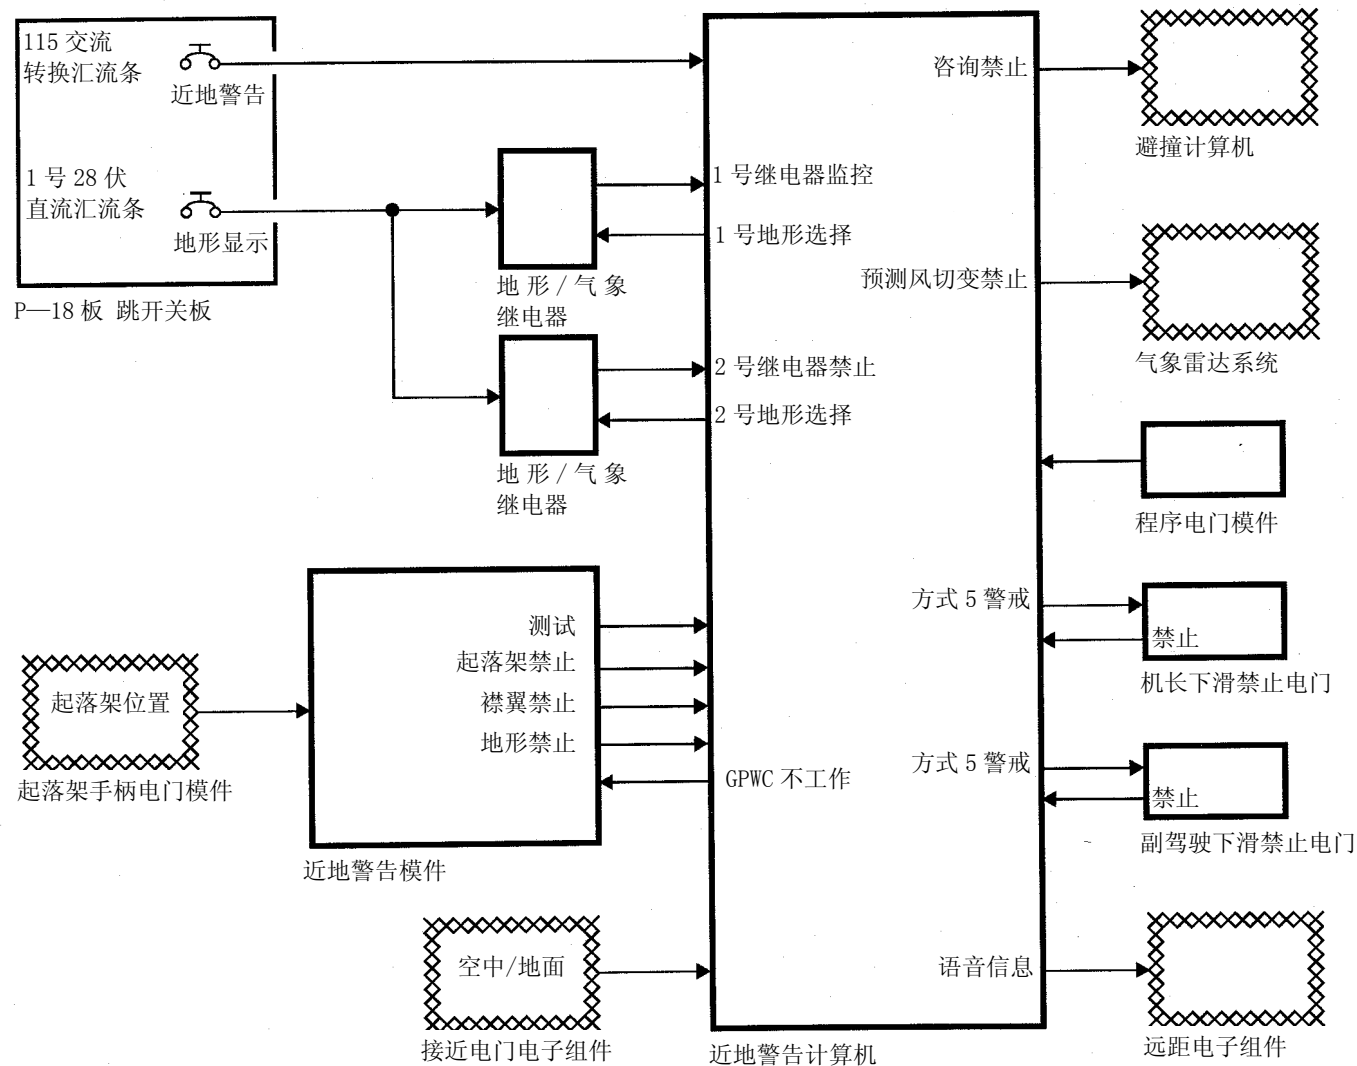 115 交流
转换汇流条
近地警告
1 号 28 伏
直流汇流条
地形显示
P—18 板 跳开关板
地形/气象
继电器
地形/气象
继电器
1 号继电器监控
1 号地形选择
2 号继电器禁止
2 号地形选择
测试
起落架禁止
襟翼禁止
地形禁止
GPWC 不工作
近地警告模件
起落架位置
起落架手柄电门模件
空中/地面
接近电门电子组件
近地警告计算机
咨询禁止
避撞计算机
预测风切变禁止
气象雷达系统
程序电门模件
方式 5 警戒
禁止
机长下滑禁止电门
方式 5 警戒
禁止
副驾驶下滑禁止电门
语音信息
远距电子组件